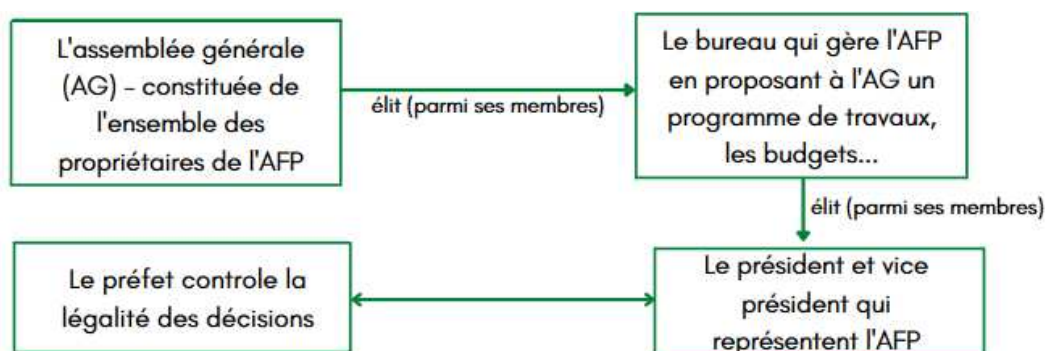 L'assemblée générale
(AG) - constituée de
l'ensemble des
propriétaires de l'AFP
élit (parmi ses membres)
Le bureau qui gère l'AFP
en proposant à l'AG un
programme de travaux,
les budgets...
élit (parmi ses membres)
Le président et vice
président qui
représentent l'AFP
Le préfet controle la
légalité des décisions